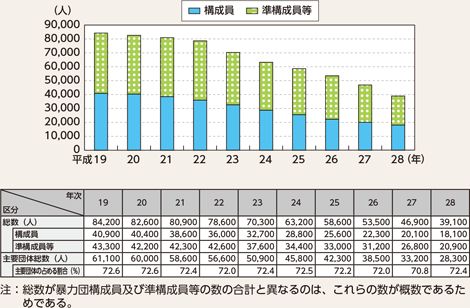 (人)
構成員 準構成員等
90,000
80,000
70,000
60,000
50,000
40,000
30,000
20,000
10,000
0
平成19 20 21 22 23 24 25 26 27 28 (年)
年次
区分 19 20 21 22 23 24 25 26 27 28
総数(人) 84,200 82,600 80,900 78,600 70,300 63,200 58,600 53,500 46,900 39,100
構成員 40,900 40,400 38,600 36,000 32,700 28,800 25,600 22,300 20,100 18,100
準構成員等 43,300 42,200 42,300 42,600 37,600 34,400 33,000 31,200 26,800 20,900
主要団体総数(人) 61,100 60,000 58,600 56,600 50,900 45,800 42,300 38,500 33,200 28,300
主要団体の占める割合(%) 72.6 72.6 72.4 72.0 72.4 72.5 72.2 72.0 70.8 72.4
注:総数が暴力団構成員及び準構成員等の数の合計と異なるのは、これらの数が概数であるた
めである。